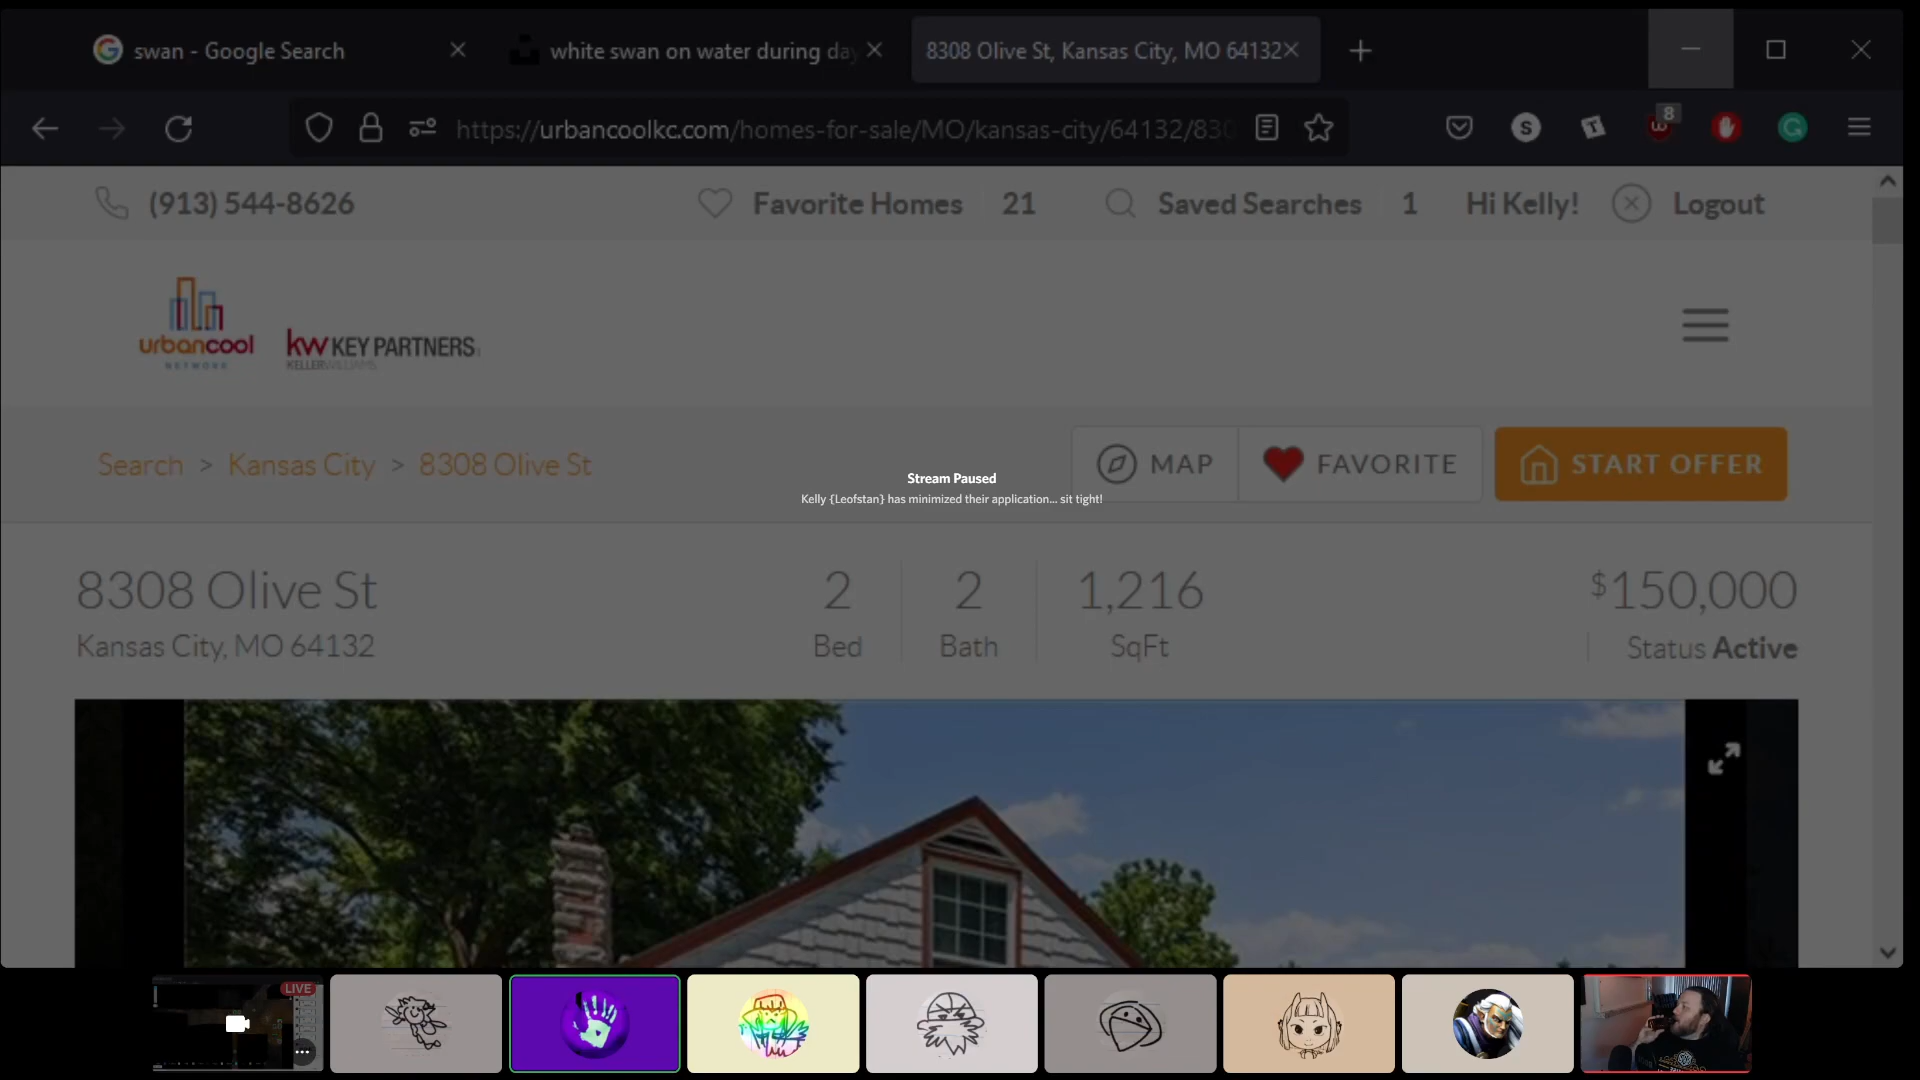 swan - Google Search
white swan on water during day
8308 Olive St, Kansas City, MO 64132
https://urbancoolkc.com/homes-for-sale/MO/kansas-city/64132/830
8
(913) 544-8626
Favorite Homes 21
Saved Searches 1
Hi Kelly!
Logout
urbancool
NETWORK
kw KEY PARTNERS
KELLERWILLIAMS
Search > Kansas City > 8308 Olive St
MAP
FAVORITE
START OFFER
Stream Paused
Kelly {Leofstan} has minimized their application... sit tight!
8308 Olive St
Kansas City, MO 64132
2
Bed
2
Bath
1,216
SqFt
$150,000
Status Active
LIVE